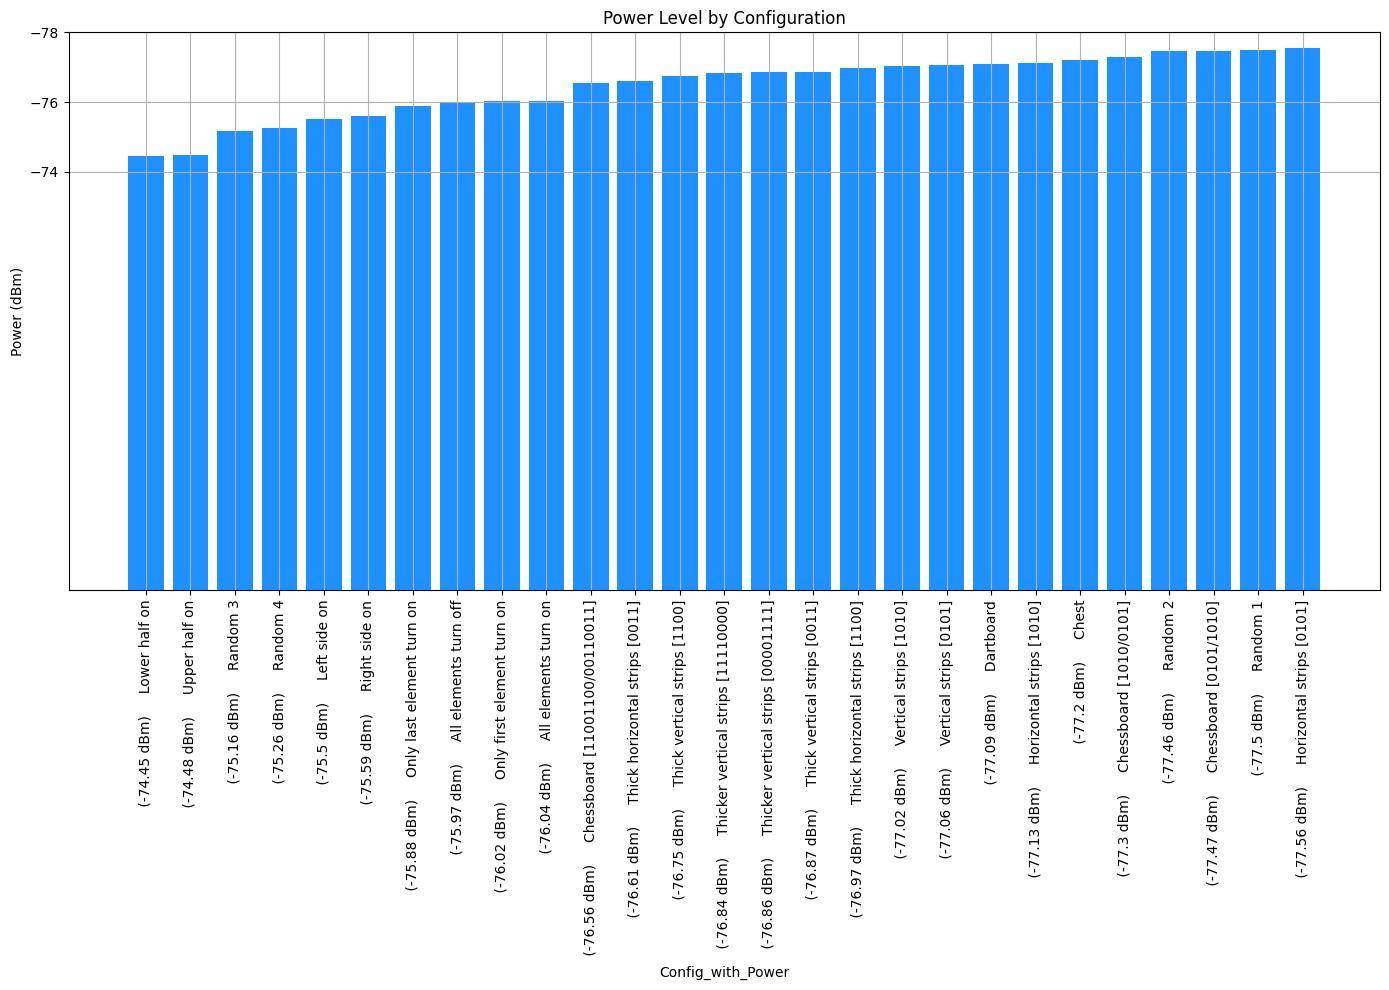 Power Level by Configuration
−78
−76
−74
Power (dBm)
(-74.45 dBm) Lower half on
(-74.48 dBm) Upper half on
(-75.16 dBm) Random 3
(-75.26 dBm) Random 4
(-75.5 dBm) Left side on
(-75.59 dBm) Right side on
(-75.88 dBm) Only last element turn on
(-75.97 dBm) All elements turn off
(-76.02 dBm) Only first element turn on
(-76.04 dBm) All elements turn on
(-76.56 dBm) Chessboard [11001100/00110011]
(-76.61 dBm) Thick horizontal strips [0011]
(-76.75 dBm) Thick vertical strips [1100]
(-76.84 dBm) Thicker vertical strips [11110000]
(-76.86 dBm) Thicker vertical strips [00001111]
(-76.87 dBm) Thick vertical strips [0011]
(-76.97 dBm) Thick horizontal strips [1100]
(-77.02 dBm) Vertical strips [1010]
(-77.06 dBm) Vertical strips [0101]
(-77.09 dBm) Dartboard
(-77.13 dBm) Horizontal strips [1010]
(-77.2 dBm) Chest
(-77.3 dBm) Chessboard [1010/0101]
(-77.46 dBm) Random 2
(-77.47 dBm) Chessboard [0101/1010]
(-77.5 dBm) Random 1
(-77.56 dBm) Horizontal strips [0101]
Config_with_Power